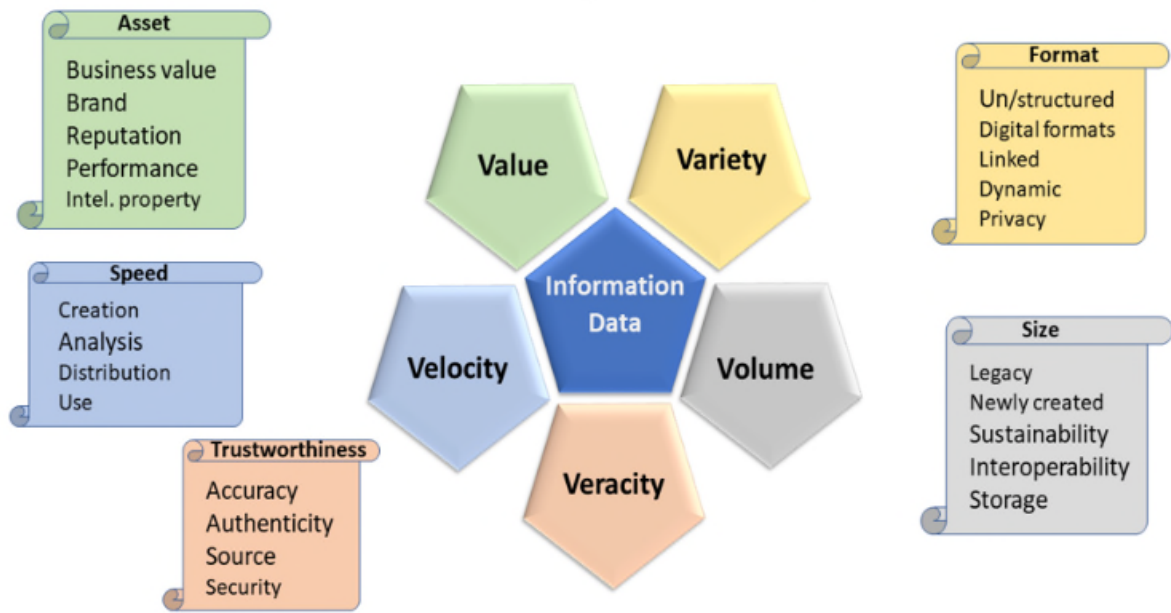 Asset
Business value
Brand
Reputation
Performance
Intel. property
Speed
Creation
Analysis
Distribution
Use
Trustworthiness
Accuracy
Authenticity
Source
Security
Value
Variety
Information
Data
Velocity
Volume
Veracity
Format
Un/structured
Digital formats
Linked
Dynamic
Privacy
Size
Legacy
Newly created
Sustainability
Interoperability
Storage